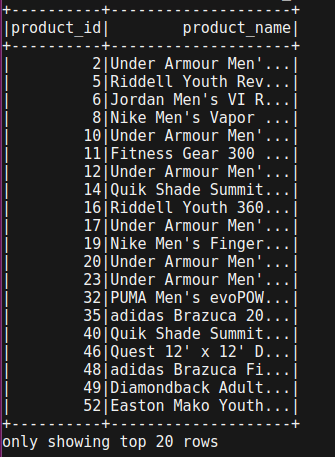 +----------+--------------------+
|product_id|        product_name|
+----------+--------------------+
|         2|Under Armour Men'...|
|         5|Riddell Youth Rev...|
|         6|Jordan Men's VI R...|
|         8|Nike Men's Vapor ...|
|        10|Under Armour Men'...|
|        11|Fitness Gear 300 ...|
|        12|Under Armour Men'...|
|        14|Quik Shade Summit...|
|        16|Riddell Youth 360...|
|        17|Under Armour Men'...|
|        19|Nike Men's Finger...|
|        20|Under Armour Men'...|
|        23|Under Armour Men'...|
|        32|PUMA Men's evoPOW...|
|        35|adidas Brazuca 20...|
|        40|Quik Shade Summit...|
|        46|Quest 12' x 12' D...|
|        48|adidas Brazuca Fi...|
|        49|Diamondback Adult...|
|        52|Easton Mako Youth...|
+----------+--------------------+
only showing top 20 rows